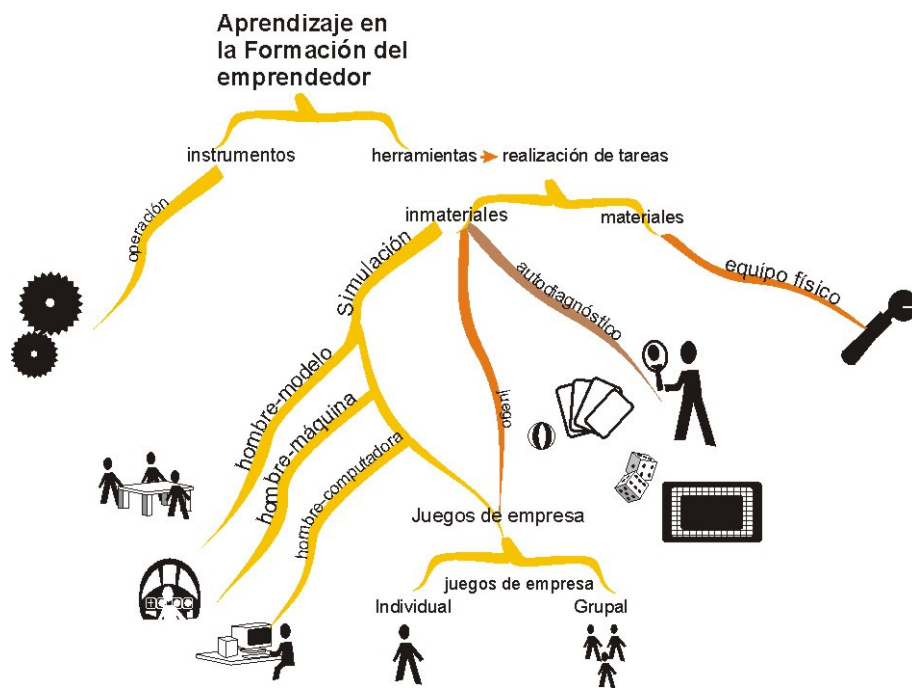 Aprendizaje en
la Formación del
emprendedor
instrumentos
herramientas
realización de tareas
operación
inmateriales
materiales
Simulación
autodiagnóstico
equipo físico
hombre-modelo
hombre-máquina
hombre-computadora
juego
Juegos de empresa
juegos de empresa
Individual
Grupal